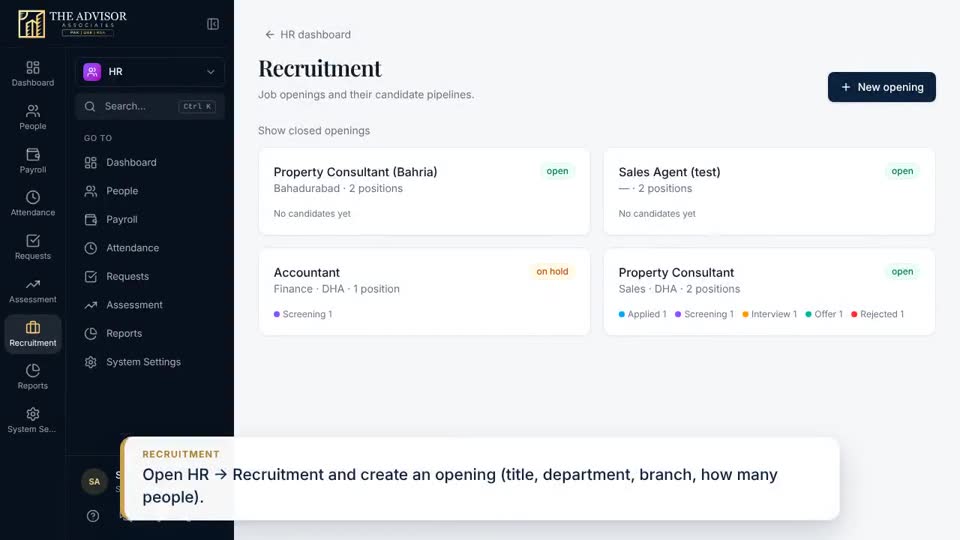 THE ADVISOR
ASSOCIATES
Dashboard
People
Payroll
Attendance
Requests
Assessment
Recruitment
Reports
System Se...
HR
Search...
Ctrl K
GO TO
Dashboard
People
Payroll
Attendance
Requests
Assessment
Reports
System Settings
SA
HR dashboard
Recruitment
Job openings and their candidate pipelines.
New opening
Show closed openings
Property Consultant (Bahria)
open
Bahadurabad · 2 positions
No candidates yet
Sales Agent (test)
open
— · 2 positions
No candidates yet
Accountant
on hold
Finance · DHA · 1 position
Screening 1
Property Consultant
open
Sales · DHA · 2 positions
Applied 1 Screening 1 Interview 1 Offer 1 Rejected 1
RECRUITMENT
Open HR → Recruitment and create an opening (title, department, branch, how many
people).